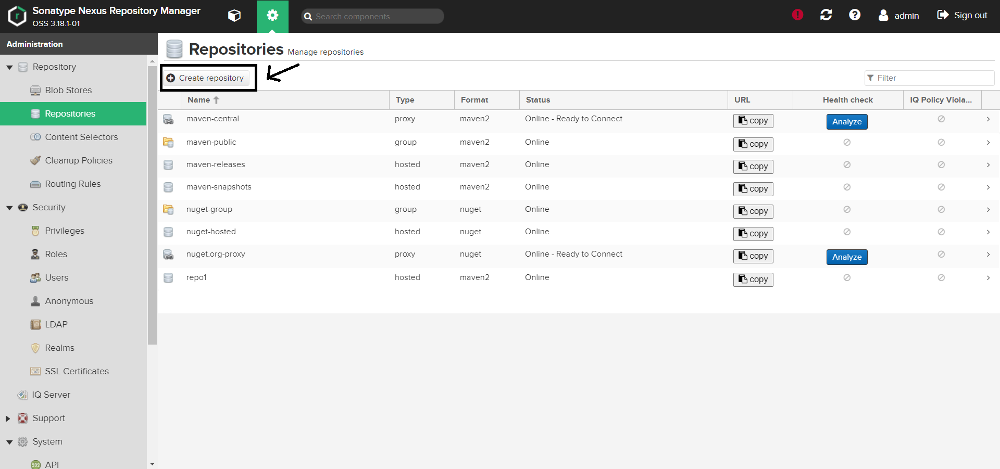 Sonatype Nexus Repository Manager
OSS 3.18.1-01
Search components
admin
Sign out
Administration
Repository
Blob Stores
Repositories
Content Selectors
Cleanup Policies
Routing Rules
Security
Privileges
Roles
Users
Anonymous
LDAP
Realms
SSL Certificates
IQ Server
Support
System
API
Repositories Manage repositories
Create repository
Filter
Name Type Format Status URL Health check IQ Policy Viola...
maven-central proxy maven2 Online - Ready to Connect copy Analyze
maven-public group maven2 Online copy
maven-releases hosted maven2 Online copy
maven-snapshots hosted maven2 Online copy
nuget-group group nuget Online copy
nuget-hosted hosted nuget Online copy
nuget.org-proxy proxy nuget Online - Ready to Connect copy Analyze
repo1 hosted maven2 Online copy